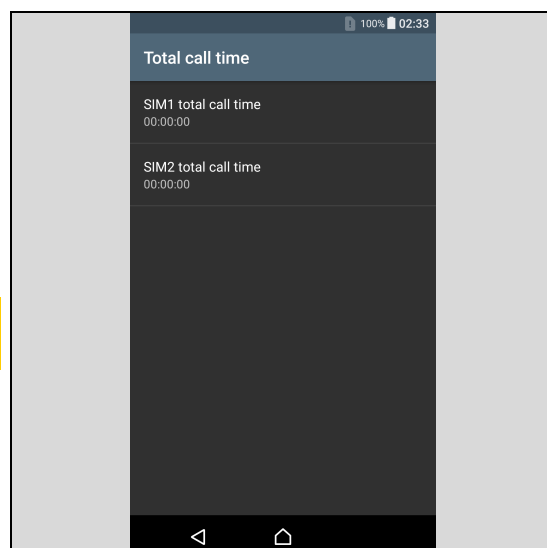 100% 02:33
Total call time
SIM1 total call time
00:00:00
SIM2 total call time
00:00:00